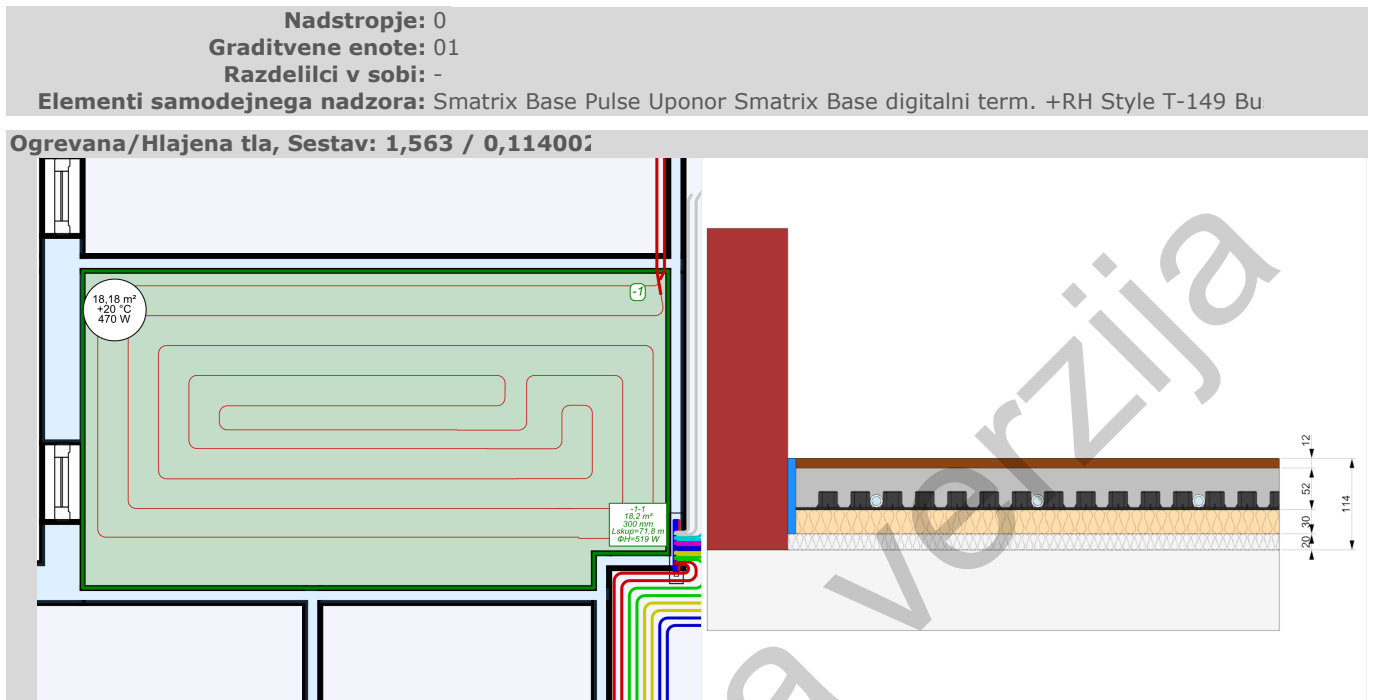 Nadstropje: 0
Graditvene enote: 01
Razdelilci v sobi: -
Elementi samodejnega nadzora: Smatrix Base Pulse Uponor Smatrix Base digitalni term. +RH Style T-149 Bu
Ogrevana/Hlajena tla, Sestav: 1,563 / 0,114002
18,18 m²
+20 °C
470 W
-1
-1-1
18,2 m²
300 mm
Lskup=71,8 m
ΦH=519 W
12
52
30
20
114
verzija